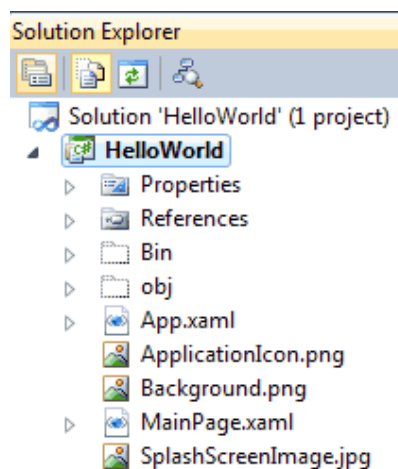 Solution Explorer
Solution 'HelloWorld' (1 project)
C# HelloWorld
Properties
References
Bin
obj
App.xaml
ApplicationIcon.png
Background.png
MainPage.xaml
SplashScreenImage.jpg